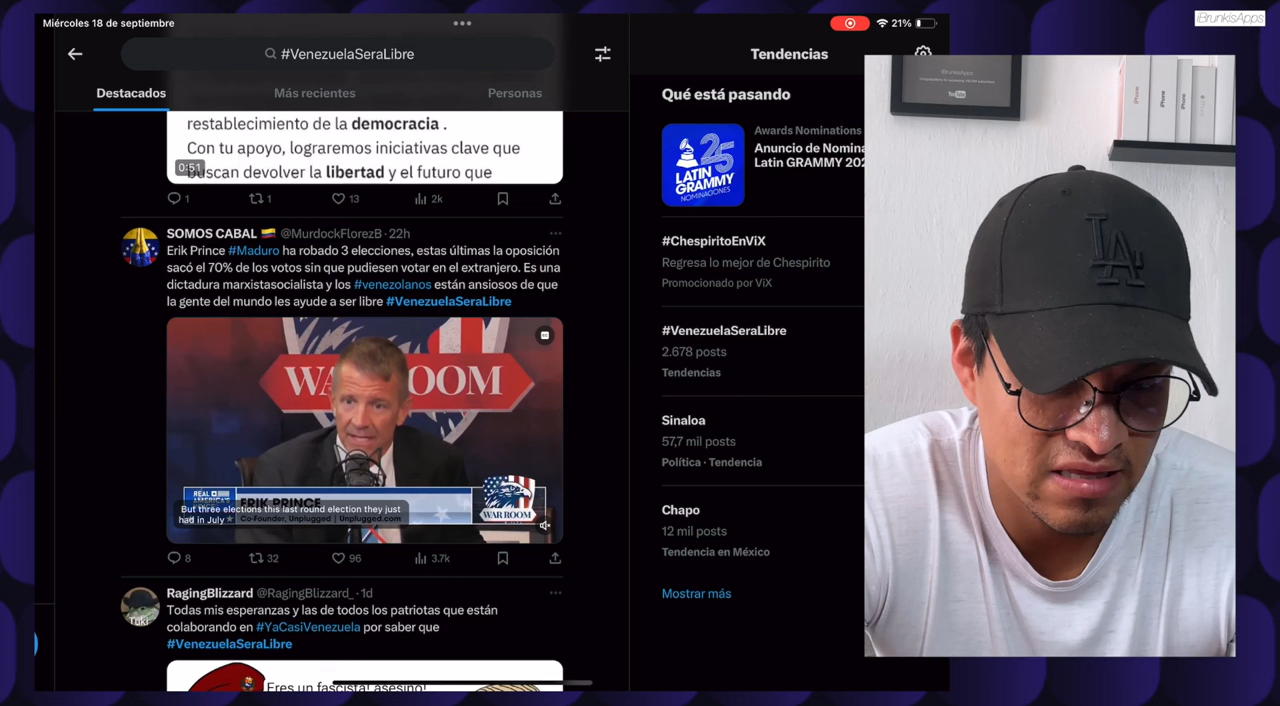 Miércoles 18 de septiembre
21%
iBrunkisApps
#VenezuelaSeraLibre
Destacados
Más recientes
Personas
restablecimiento de la democracia .
Con tu apoyo, lograremos iniciativas clave que
buscan devolver la libertad y el futuro que
0:51
1
1
13
2k
SOMOS CABAL
@MurdockFlorezB · 22h
Erik Prince #Maduro ha robado 3 elecciones, estas últimas la oposición
sacó el 70% de los votos sin que pudiesen votar en el extranjero. Es una
dictadura marxistasocialista y los #venezolanos están ansiosos de que
la gente del mundo les ayude a ser libre #VenezuelaSeraLibre
WAR ROOM
REAL
AMERICA'S
ERIK PRINCE
Co-Founder, Unplugged | Unplugged.com
But three elections this last round election they just
had in July
WAR ROOM
8
32
96
3.7k
RagingBlizzard @RagingBlizzard_ · 1d
Todas mis esperanzas y las de todos los patriotas que están
colaborando en #YaCasiVenezuela por saber que
#VenezuelaSeraLibre
Eres un fascista! asesino!
Tendencias
Qué está pasando
25
LATIN
GRAMMY
NOMINACIONES
Awards Nominations
Anuncio de Nomina
Latin GRAMMY 202
#ChespiritoEnViX
Regresa lo mejor de Chespirito
Promocionado por ViX
#VenezuelaSeraLibre
2.678 posts
Tendencias
Sinaloa
57,7 mil posts
Política · Tendencia
Chapo
12 mil posts
Tendencia en México
Mostrar más
iBrunkisApps
YouTube
iPhone
iPhone
iPhone
LA